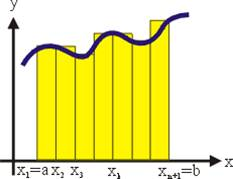 y
x
x₁=a x₂ x₃ xₖ xₙ₊₁=b